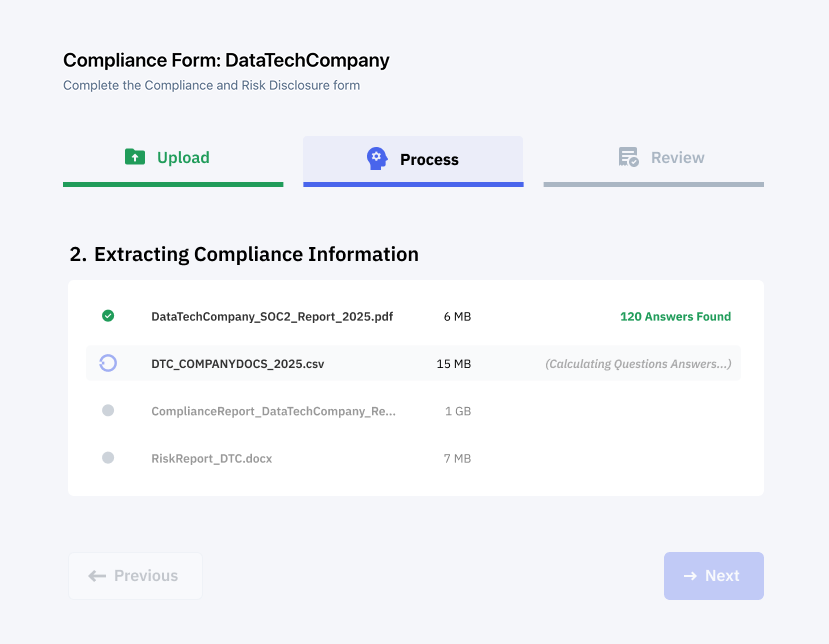 Compliance Form: DataTechCompany
Complete the Compliance and Risk Disclosure form
Upload
Process
Review
2. Extracting Compliance Information
DataTechCompany_SOC2_Report_2025.pdf 6 MB 120 Answers Found
DTC_COMPANYDOCS_2025.csv 15 MB (Calculating Questions Answers...)
ComplianceReport_DataTechCompany_Re... 1 GB
RiskReport_DTC.docx 7 MB
Previous
Next